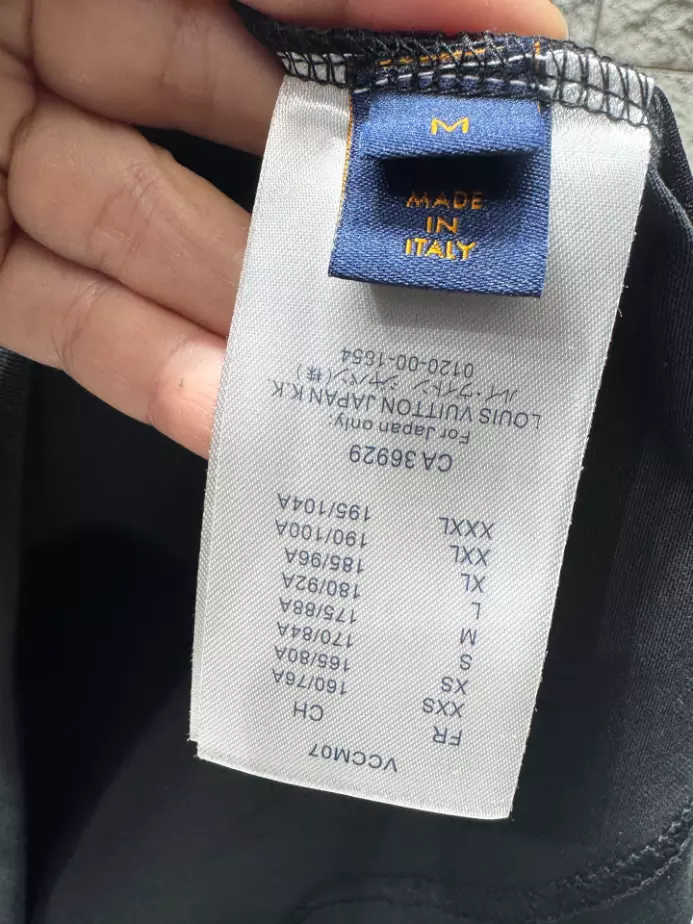 M
MADE
IN
ITALY
VCCM07
FR CH
XXS 160/76A
XS 165/80A
S 170/84A
M 175/88A
L 180/92A
XL 185/96A
XXL 190/100A
XXXL 195/104A
CA 36929
For Japan only:
LOUIS VUITTON JAPAN K.K.
ルイ・ヴィトン ジャパン(株)
0120-00-1854